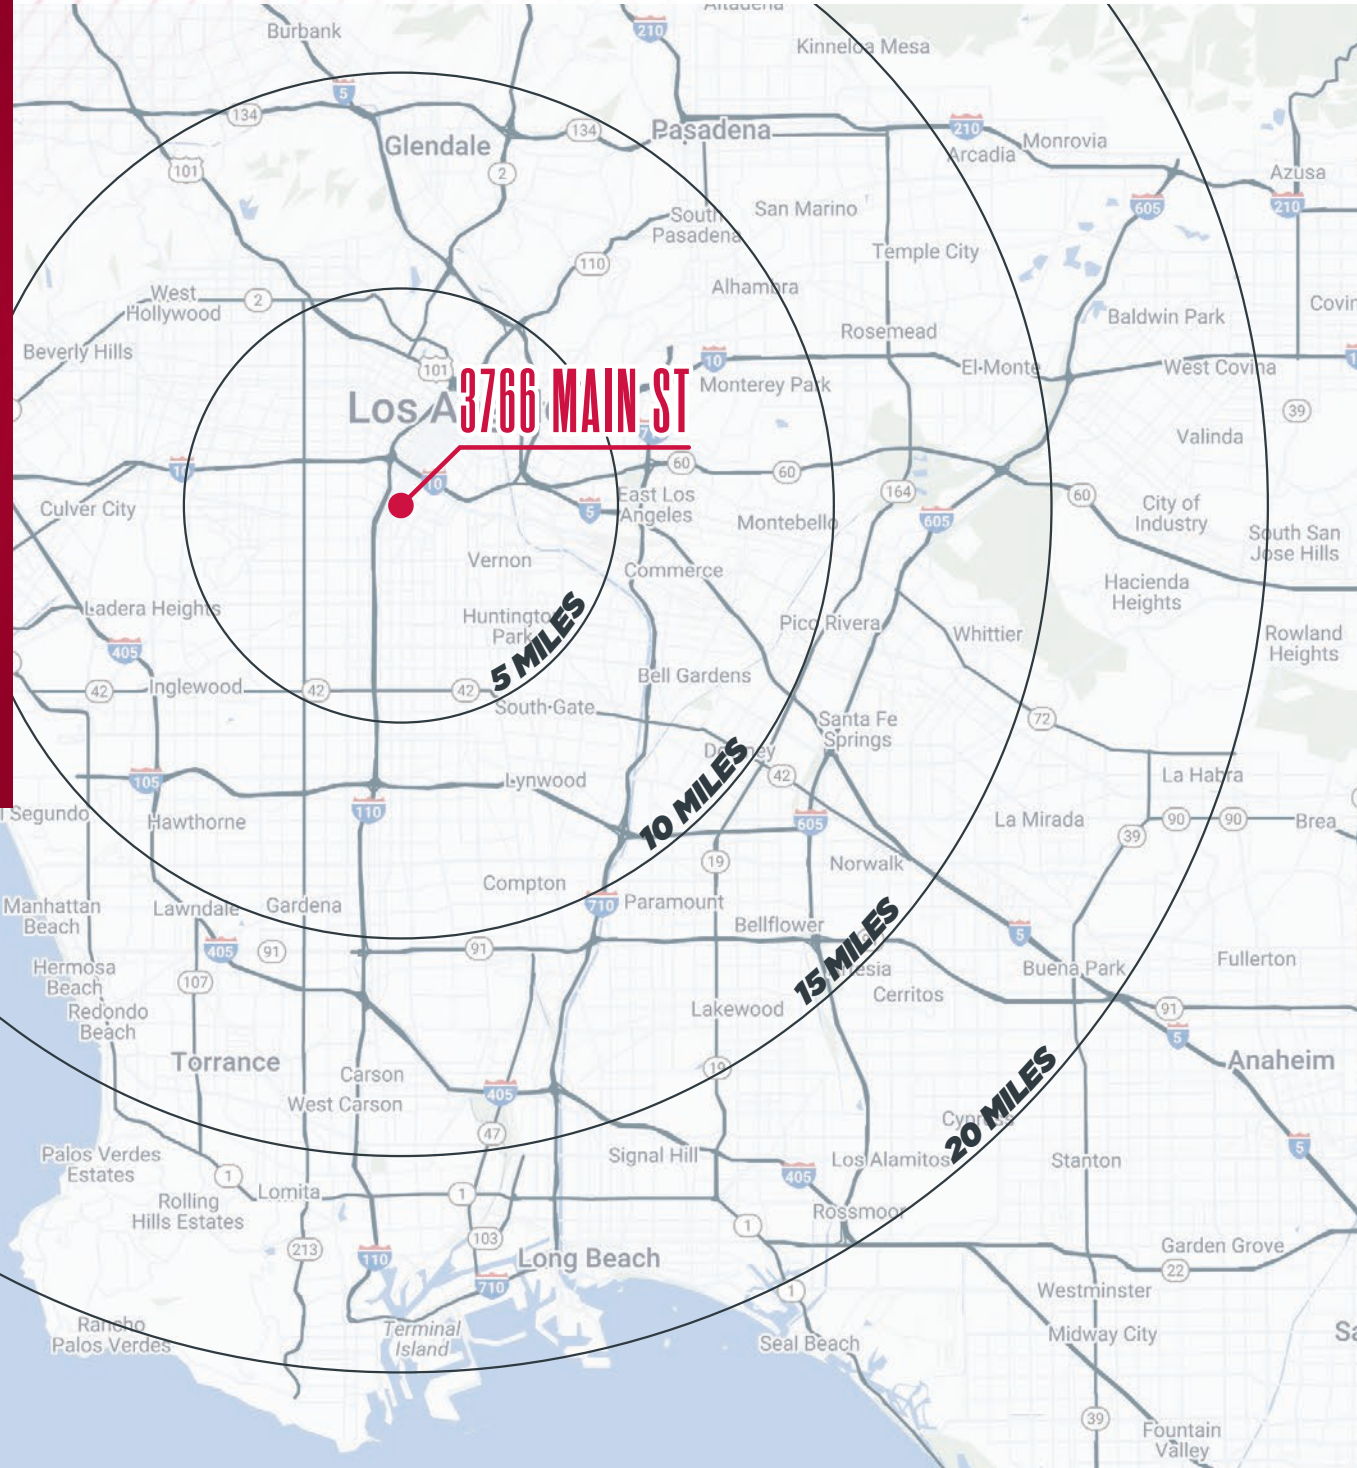 Altadena
Burbank
210
Kinneloa Mesa
5
134
134
Glendale
Pasadena
210
Monrovia
Arcadia
101
2
Azusa
605
210
South
Pasadena
San Marino
Temple City
110
West
Hollywood
2
Alhambra
Baldwin Park
Rosemead
Beverly Hills
101
10
El Monte
West Covina
Monterey Park
3766 MAIN ST
39
Valinda
10
10
60
60
164
60
Culver City
5
East Los
Angeles
Montebello
605
City of
Industry
South San
Jose Hills
Vernon
Commerce
Hacienda
Heights
Ladera Heights
Pico Rivera
Whittier
Rowland
Heights
405
5 MILES
42
Inglewood
42
42
Bell Gardens
South Gate
Santa Fe
Springs
72
105
Lynwood
42
La Habra
110
10 MILES
605
La Mirada
90
90
Brea
Segundo
Hawthorne
39
19
Norwalk
Compton
710
Paramount
Manhattan
Beach
Lawndale
Gardena
Bellflower
5
405
91
91
15 MILES
Buena Park
Fullerton
Hermosa
Beach
107
Cerritos
Redondo
Beach
Lakewood
91
5
Torrance
Carson
19
Anaheim
West Carson
405
20 MILES
47
Palos Verdes
Estates
Signal Hill
405
Los Alamitos
Stanton
5
1
Lomita
1
Rolling
Hills Estates
Rossmoor
1
213
110
103
Long Beach
Garden Grove
22
710
1
Westminster
Rancho
Palos Verdes
Terminal
Island
Seal Beach
Midway City
39
Fountain
Valley